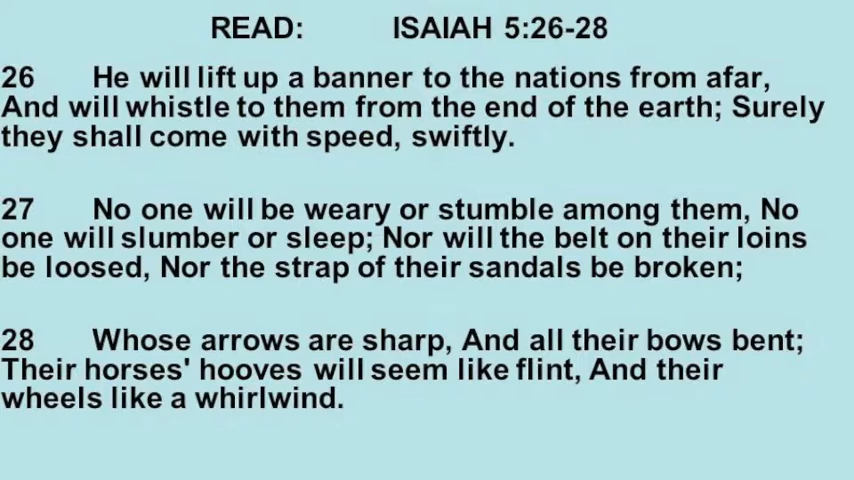 READ: ISAIAH 5:26-28
26 He will lift up a banner to the nations from afar,
And will whistle to them from the end of the earth; Surely
they shall come with speed, swiftly.
27 No one will be weary or stumble among them, No
one will slumber or sleep; Nor will the belt on their loins
be loosed, Nor the strap of their sandals be broken;
28 Whose arrows are sharp, And all their bows bent;
Their horses' hooves will seem like flint, And their
wheels like a whirlwind.